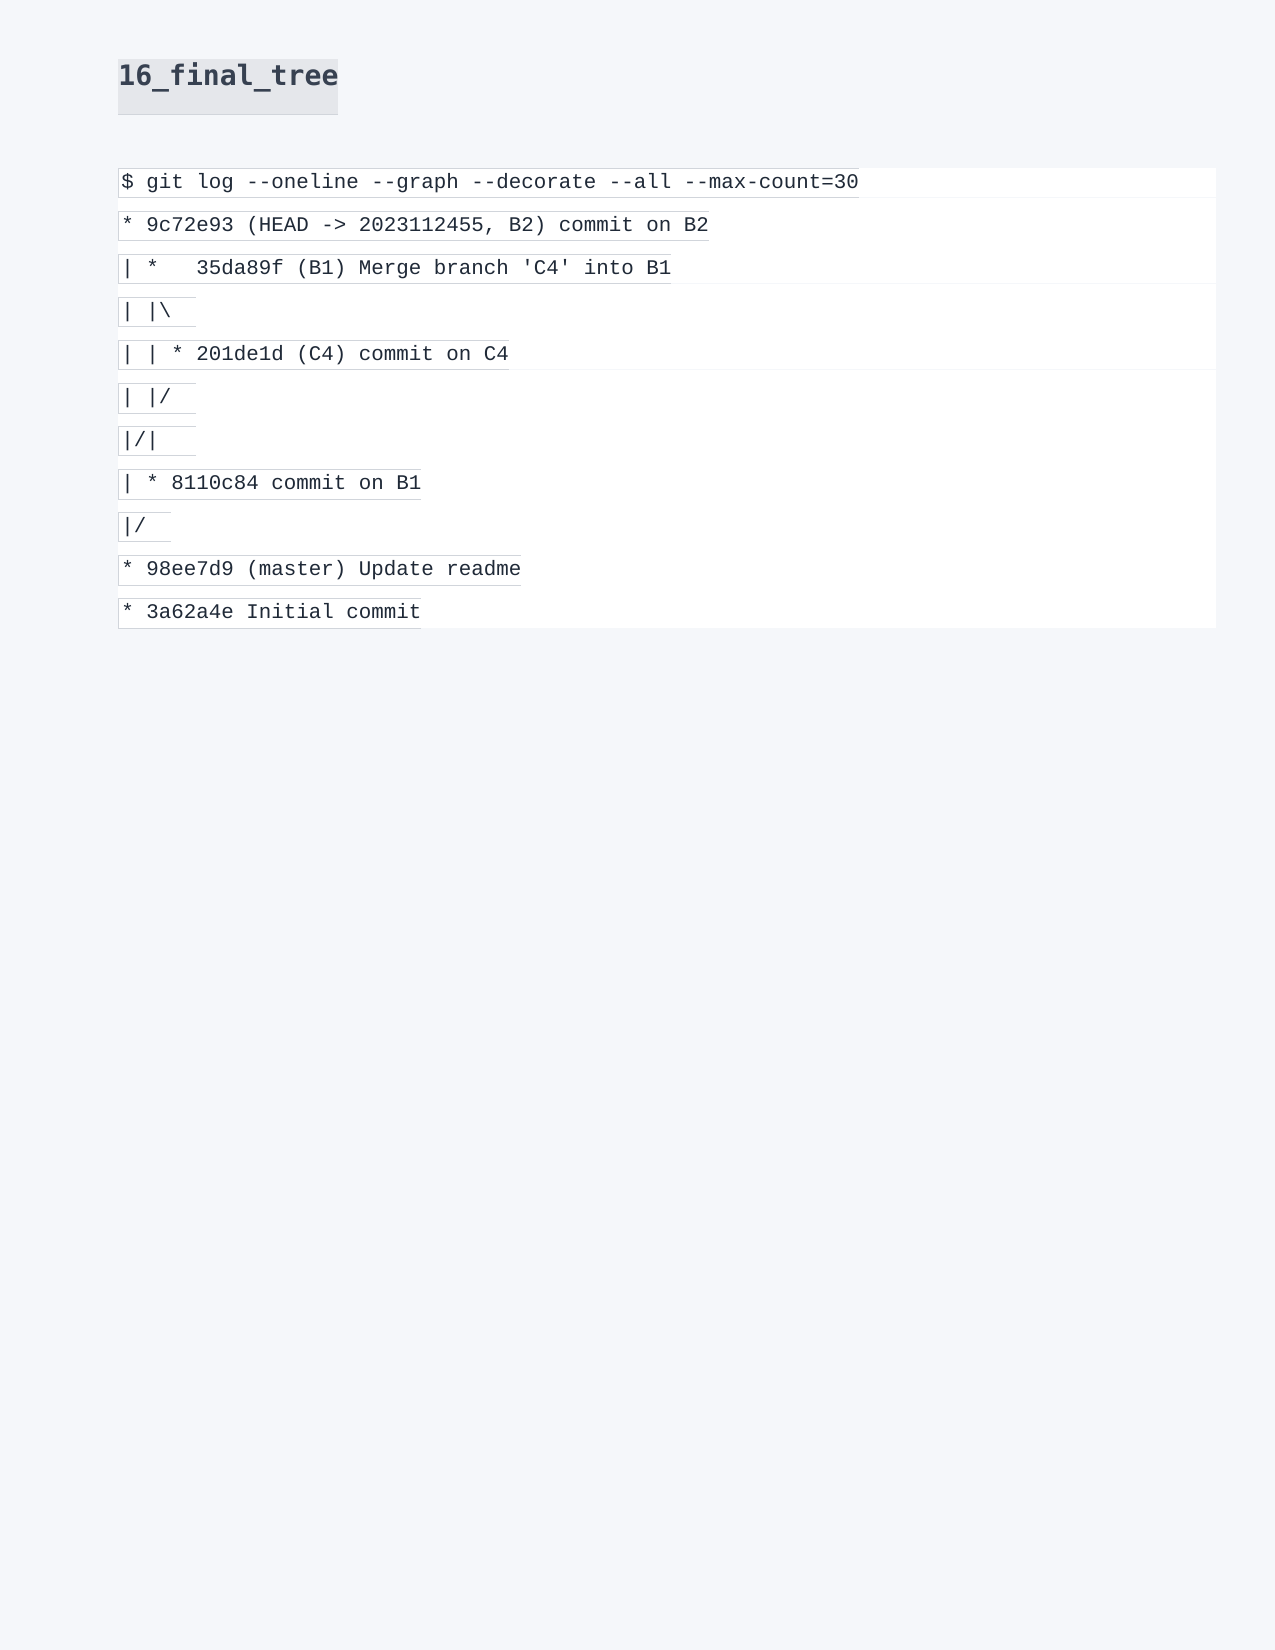 16_final_tree
$ git log --oneline --graph --decorate --all --max-count=30
* 9c72e93 (HEAD -> 2023112455, B2) commit on B2
| *   35da89f (B1) Merge branch 'C4' into B1
| |\
| | * 201de1d (C4) commit on C4
| |/
|/|
| * 8110c84 commit on B1
|/
* 98ee7d9 (master) Update readme
* 3a62a4e Initial commit